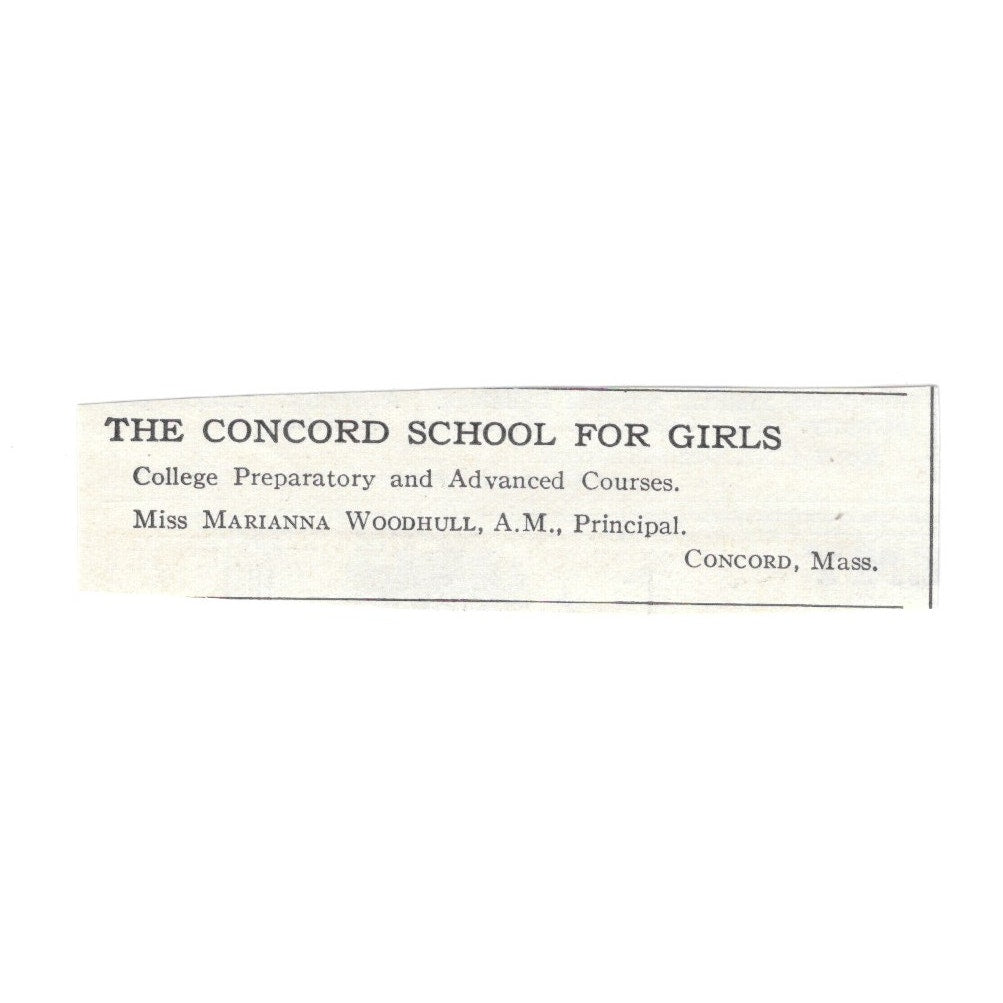 THE CONCORD SCHOOL FOR GIRLS
College Preparatory and Advanced Courses.
Miss MARIANNA WOODHULL, A.M., Principal.
CONCORD, Mass.